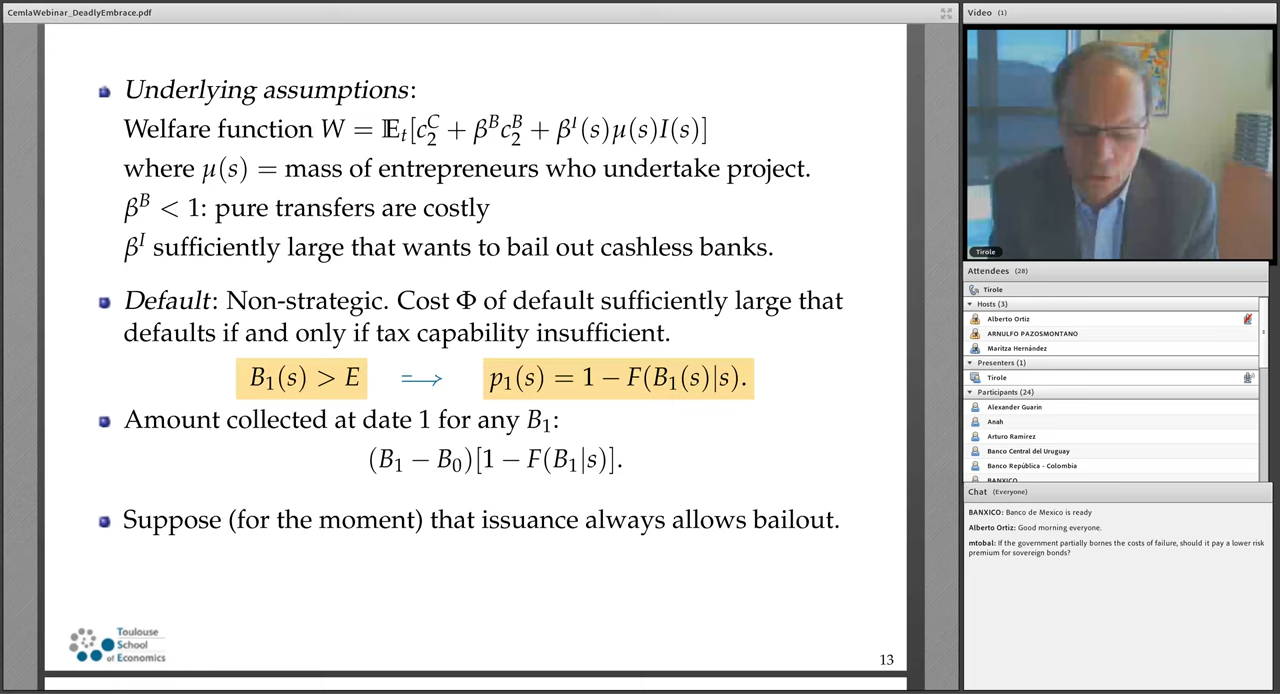 CemlaWebinar_DeadlyEmbrace.pdf
Underlying assumptions:
Welfare function W = 𝔼t[c₂ᶜ + βᴮc₂ᴮ + βᴵ(s)μ(s)I(s)]
where μ(s) = mass of entrepreneurs who undertake project.
βᴮ < 1: pure transfers are costly
βᴵ sufficiently large that wants to bail out cashless banks.
Default: Non-strategic. Cost Φ of default sufficiently large that
defaults if and only if tax capability insufficient.
B₁(s) > E ⟹ p₁(s) = 1 − F(B₁(s)|s).
Amount collected at date 1 for any B₁:
(B₁ − B₀)[1 − F(B₁|s)].
Suppose (for the moment) that issuance always allows bailout.
Toulouse
School
of Economics
13
Video (1)
Tirole
Attendees (28)
Tirole
Hosts (3)
Alberto Ortiz
ARNULFO PAZOSMONTANO
Maritza Hernández
Presenters (1)
Tirole
Participants (24)
Alexander Guarin
Anah
Arturo Ramirez
Banco Central del Uruguay
Banco República - Colombia
BANXICO
Chat (Everyone)
BANXICO: Banco de Mexico is ready
Alberto Ortiz: Good morning everyone.
mtobal: If the government partially bornes the costs of failure, should it pay a lower risk
premium for sovereign bonds?